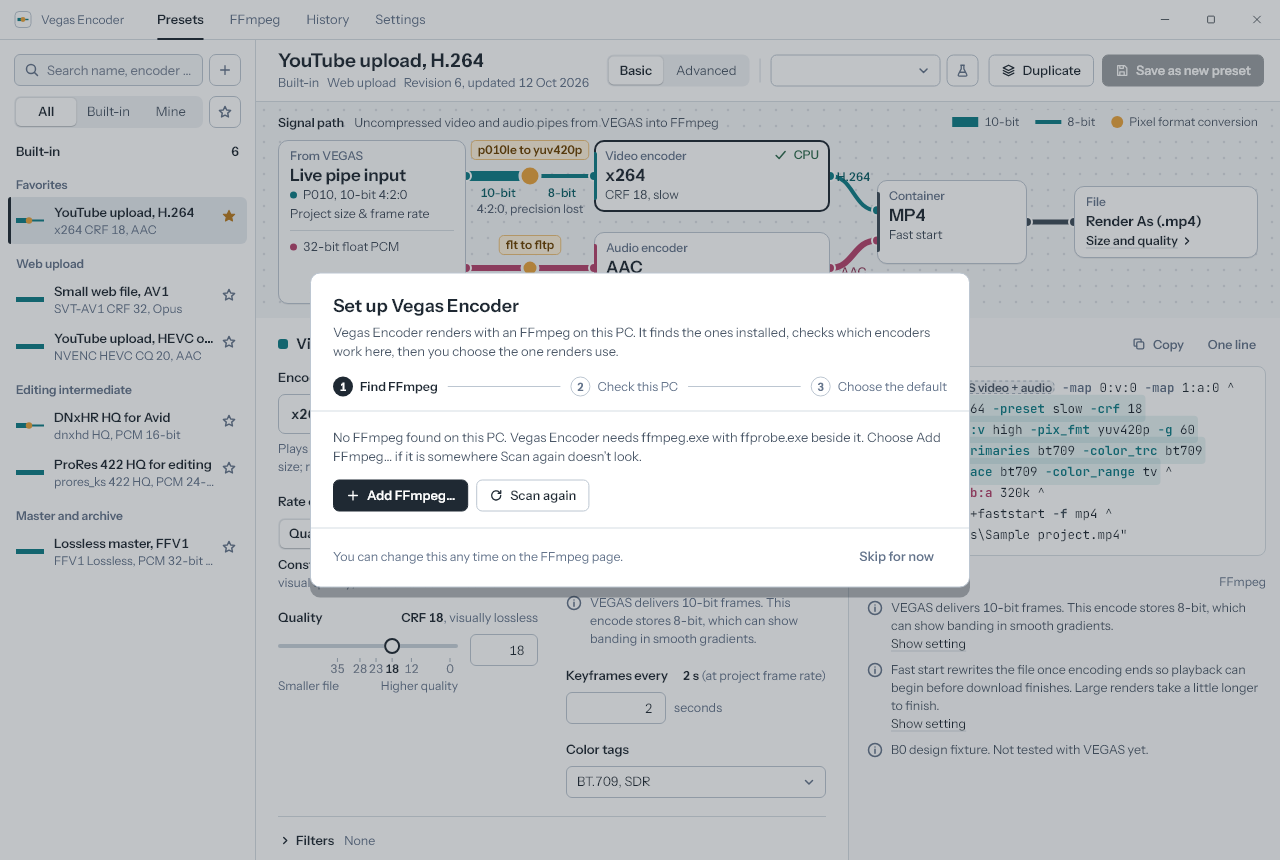 Vegas Encoder
Presets
FFmpeg
History
Settings
Search name, encoder ...
All
Built-in
Mine
Built-in
6
Favorites
YouTube upload, H.264
x264 CRF 18, AAC
Web upload
Small web file, AV1
SVT-AV1 CRF 32, Opus
YouTube upload, HEVC o...
NVENC HEVC CQ 20, AAC
Editing intermediate
DNxHR HQ for Avid
dnxhd HQ, PCM 16-bit
ProRes 422 HQ for editing
prores_ks 422 HQ, PCM 24-...
Master and archive
Lossless master, FFV1
FFV1 Lossless, PCM 32-bit ...
YouTube upload, H.264
Built-in Web upload Revision 6, updated 12 Oct 2026
Basic
Advanced
Duplicate
Save as new preset
Signal path Uncompressed video and audio pipes from VEGAS into FFmpeg
10-bit
8-bit
Pixel format conversion
From VEGAS
Live pipe input
P010, 10-bit 4:2:0
Project size & frame rate
32-bit float PCM
p010le to yuv420p
10-bit
8-bit
4:2:0, precision lost
flt to fltp
Video encoder
CPU
x264
CRF 18, slow
Audio encoder
AAC
H.264
AAC
Container
MP4
Fast start
File
Render As (.mp4)
Size and quality
Set up Vegas Encoder
Vegas Encoder renders with an FFmpeg on this PC. It finds the ones installed, checks which encoders
work here, then you choose the one renders use.
1 Find FFmpeg
2 Check this PC
3 Choose the default
No FFmpeg found on this PC. Vegas Encoder needs ffmpeg.exe with ffprobe.exe beside it. Choose Add
FFmpeg... if it is somewhere Scan again doesn't look.
Add FFmpeg...
Scan again
You can change this any time on the FFmpeg page.
Skip for now
Vi
Enco
x26
Plays
size; r
Rate
Qua
Cons
visual
Quality
CRF 18, visually lossless
18
35 28 23 18 12 0
Smaller file
Higher quality
VEGAS delivers 10-bit frames. This
encode stores 8-bit, which can show
banding in smooth gradients.
Keyframes every
2 s (at project frame rate)
2
seconds
Color tags
BT.709, SDR
Filters None
Copy
One line
S video + audio -map 0:v:0 -map 1:a:0 ^
64 -preset slow -crf 18
:v high -pix_fmt yuv420p -g 60
rimaries bt709 -color_trc bt709
ace bt709 -color_range tv ^
b:a 320k ^
+faststart -f mp4 ^
s\Sample project.mp4"
FFmpeg
VEGAS delivers 10-bit frames. This encode stores 8-bit, which
can show banding in smooth gradients.
Show setting
Fast start rewrites the file once encoding ends so playback can
begin before download finishes. Large renders take a little longer
to finish.
Show setting
B0 design fixture. Not tested with VEGAS yet.